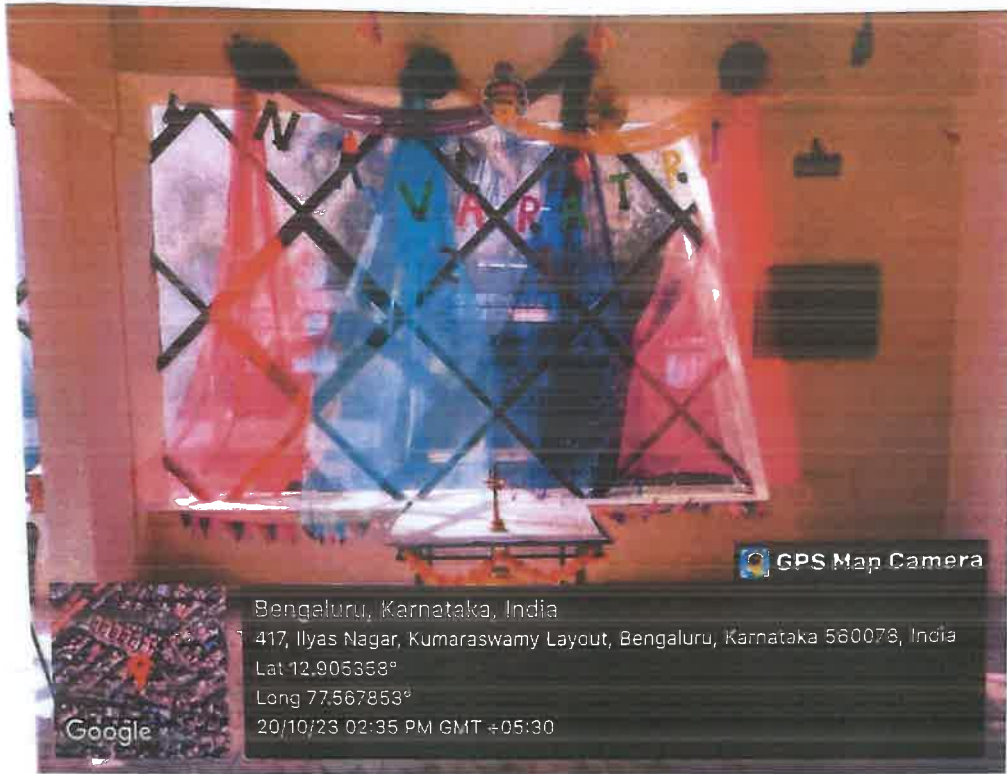 NAVARATRI
GPS Map Camera
Bengaluru, Karnataka, India
417, Ilyas Nagar, Kumaraswamy Layout, Bengaluru, Karnataka 560078, India
Lat 12.905358°
Long 77.567853°
20/10/23 02:35 PM GMT +05:30
Google